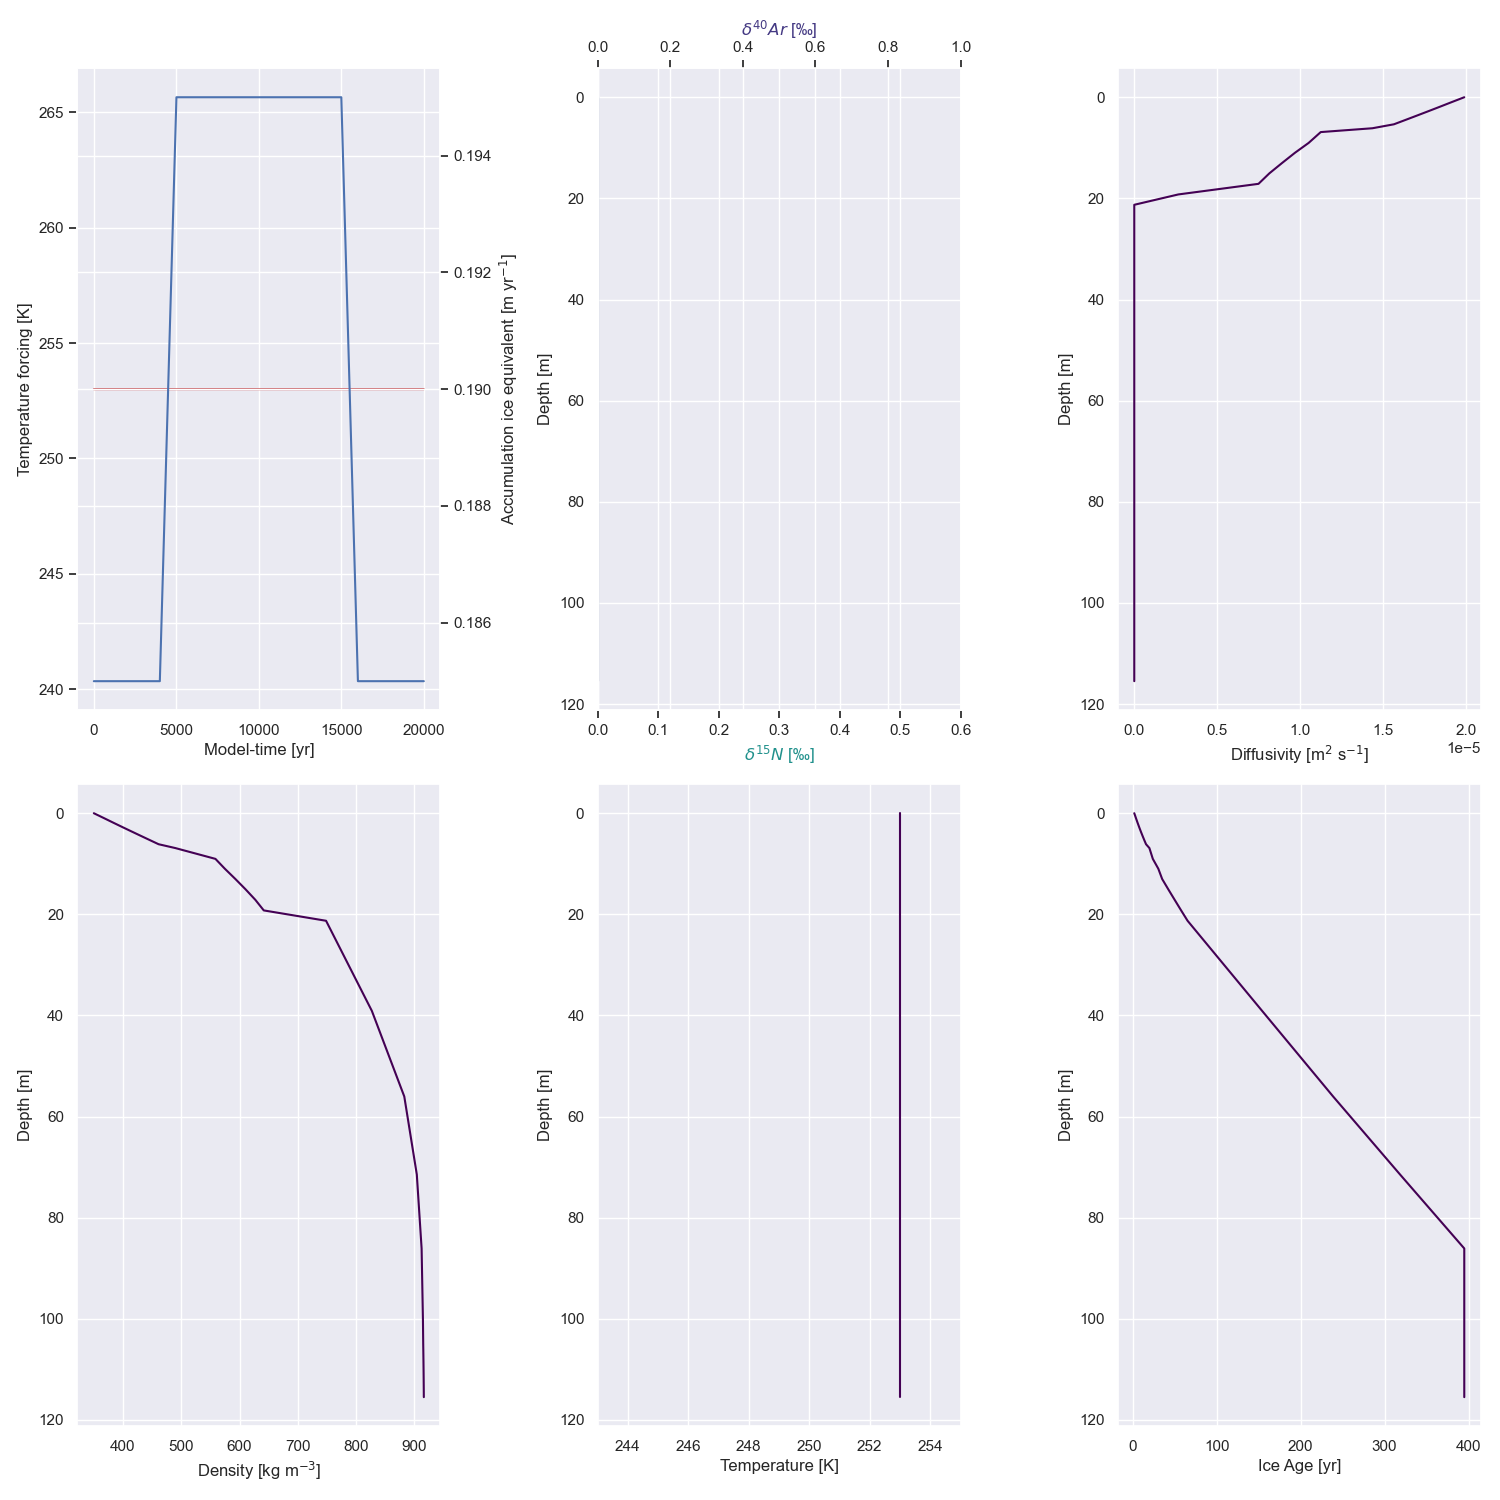 δ⁴⁰Ar [‰]
0.0 0.2 0.4 0.6 0.8 1.0
265
260
255
250
245
240
Temperature forcing [K]
0 5000 10000 15000 20000
Model-time [yr]
0.194
0.192
0.190
0.188
0.186
Accumulation ice equivalent [m yr⁻¹]
0
20
40
60
80
100
120
Depth [m]
0.0 0.1 0.2 0.3 0.4 0.5 0.6
δ¹⁵N [‰]
0
20
40
60
80
100
120
Depth [m]
0.0 0.5 1.0 1.5 2.0
1e−5
Diffusivity [m² s⁻¹]
0
20
40
60
80
100
120
Depth [m]
400 500 600 700 800 900
Density [kg m⁻³]
0
20
40
60
80
100
120
Depth [m]
244 246 248 250 252 254
Temperature [K]
0
20
40
60
80
100
120
Depth [m]
0 100 200 300 400
Ice Age [yr]